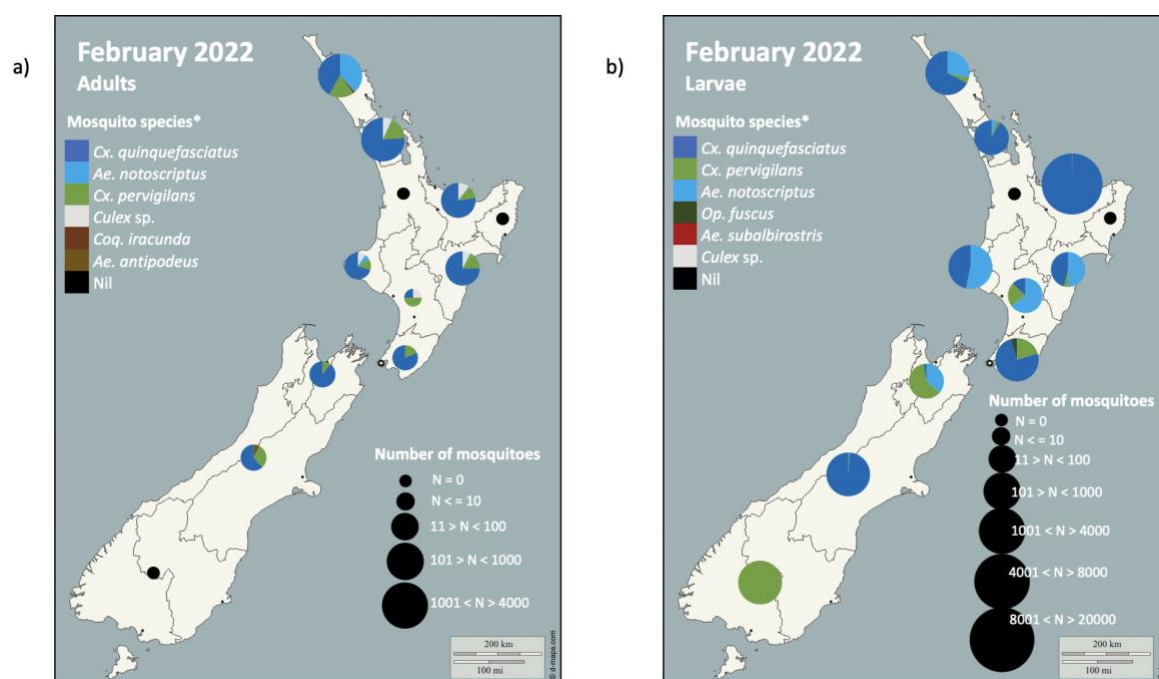 a)
February 2022
Adults
Mosquito species*
Cx. quinquefasciatus
Ae. notoscriptus
Cx. pervigilans
Culex sp.
Coq. iracunda
Ae. antipodeus
Nil
Number of mosquitoes
N = 0
N <= 10
11 > N < 100
101 > N < 1000
1001 < N > 4000
200 km
100 mi
© d-maps.com
b)
February 2022
Larvae
Mosquito species*
Cx. quinquefasciatus
Cx. pervigilans
Ae. notoscriptus
Op. fuscus
Ae. subalbirostris
Culex sp.
Nil
Number of mosquitoes
N = 0
N <= 10
11 > N < 100
101 > N < 1000
1001 < N > 4000
4001 < N > 8000
8001 < N > 20000
200 km
100 mi